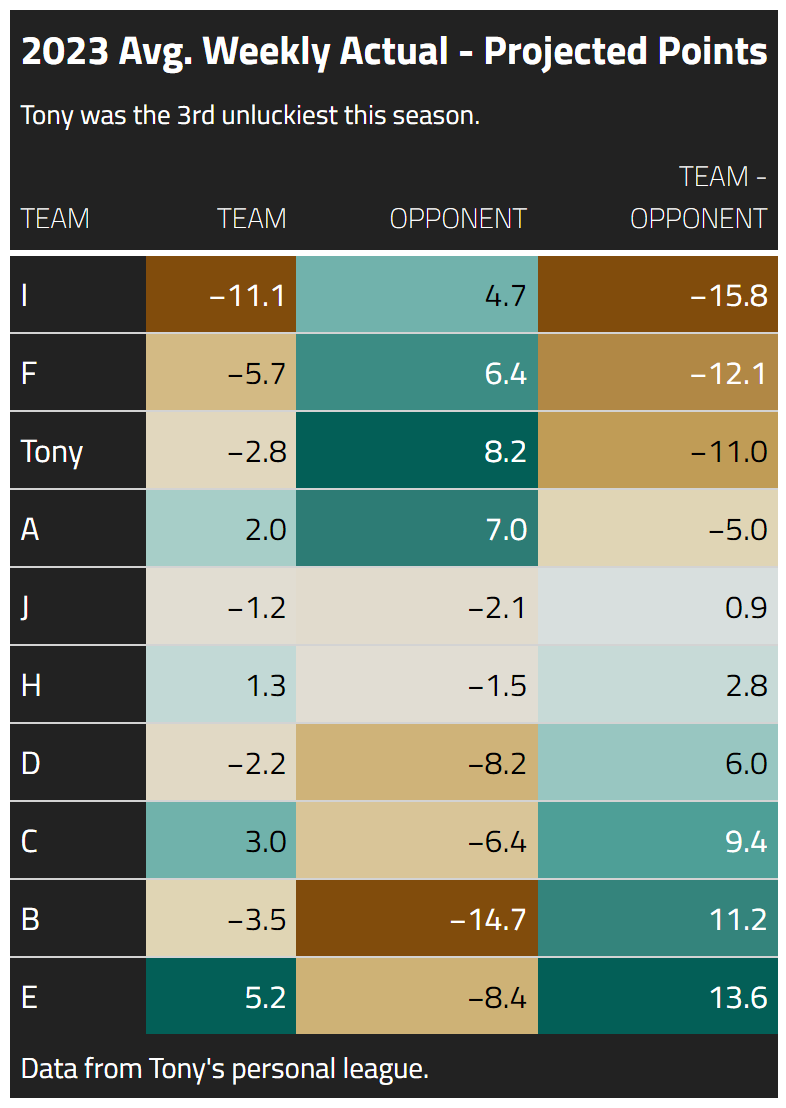 2023 Avg. Weekly Actual - Projected Points
Tony was the 3rd unluckiest this season.
TEAM TEAM OPPONENT TEAM - OPPONENT
I −11.1 4.7 −15.8
F −5.7 6.4 −12.1
Tony −2.8 8.2 −11.0
A 2.0 7.0 −5.0
J −1.2 −2.1 0.9
H 1.3 −1.5 2.8
D −2.2 −8.2 6.0
C 3.0 −6.4 9.4
B −3.5 −14.7 11.2
E 5.2 −8.4 13.6
Data from Tony's personal league.